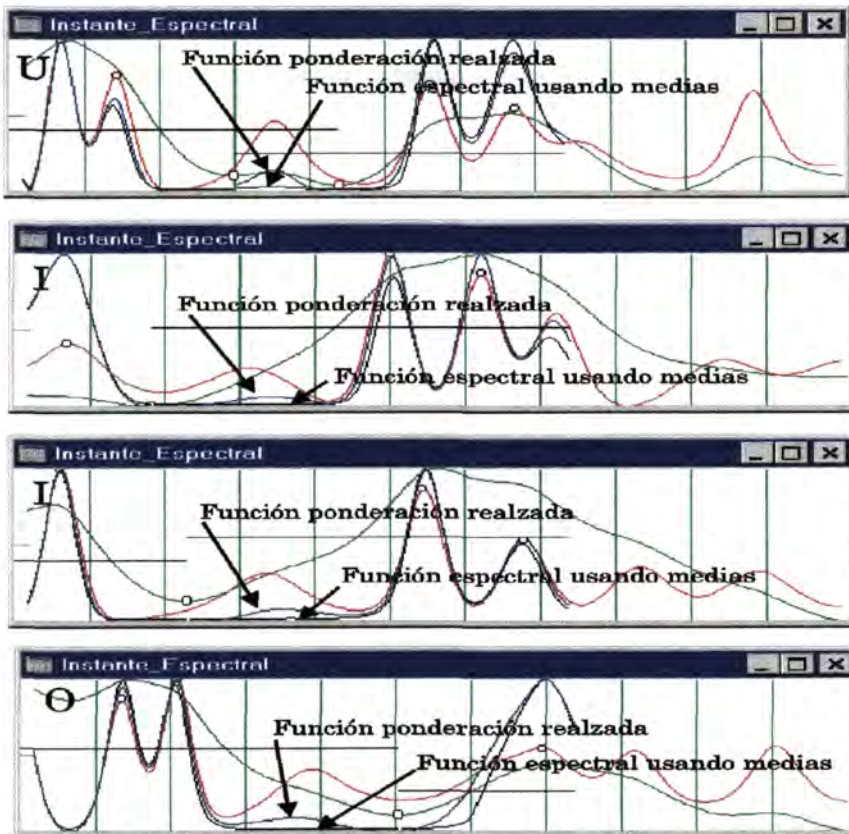 Instante_Espectral
U
Función ponderación realzada
Función espectral usando medias
Instante_Espectral
I
Función ponderación realzada
Función espectral usando medias
Instante_Espectral
I
Función ponderación realzada
Función espectral usando medias
Instante_Espectral
O
Función ponderación realzada
Función espectral usando medias